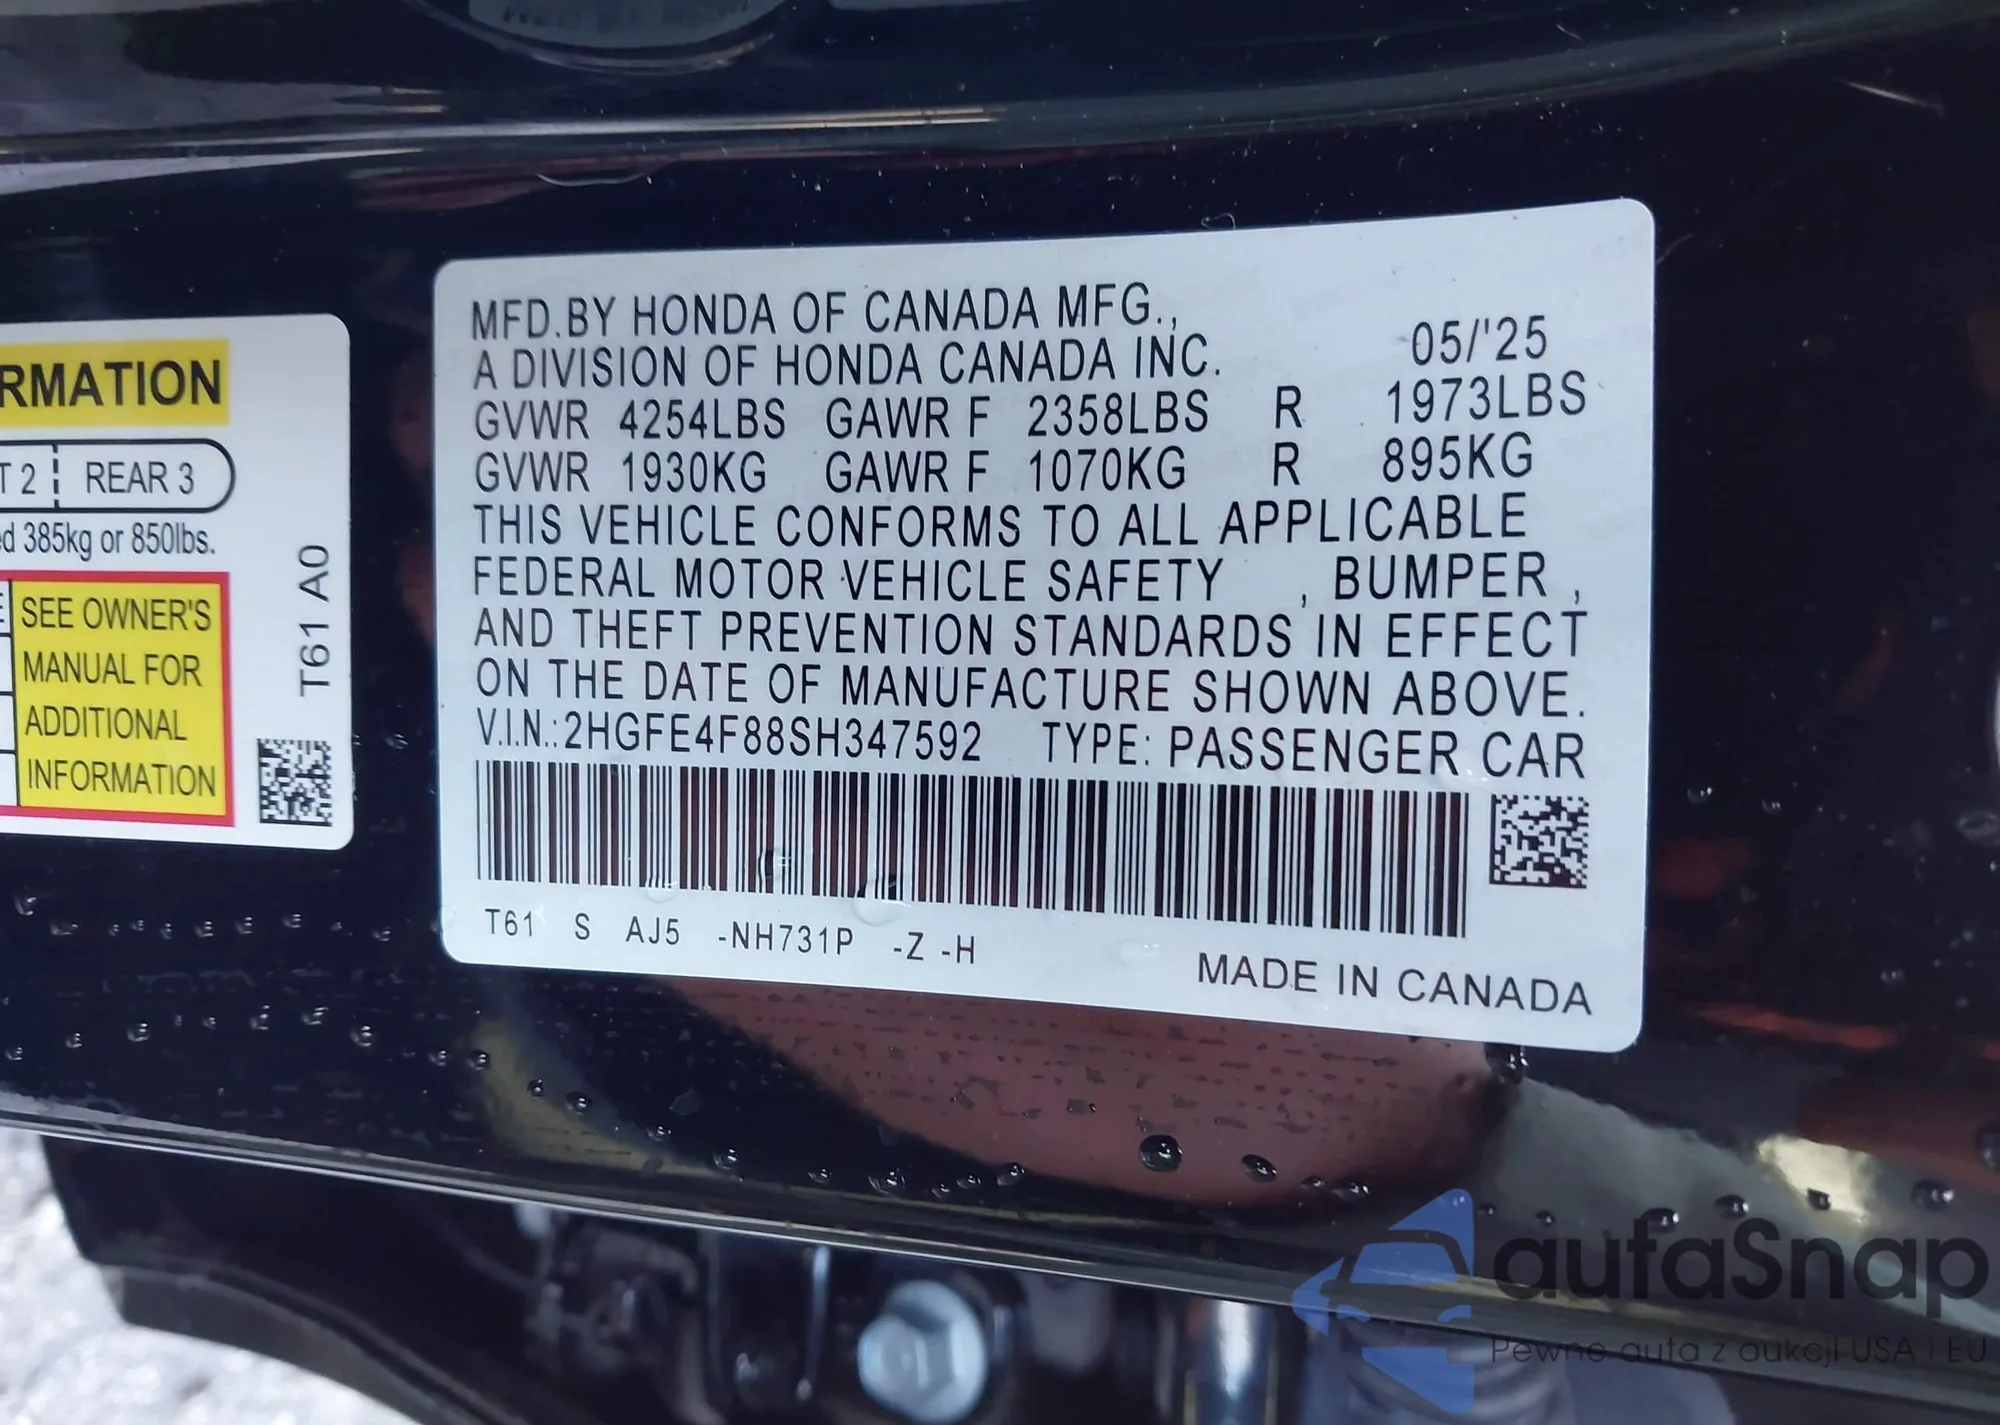 RMATION
T 2 REAR 3
ed 385kg or 850lbs.
SEE OWNER'S
MANUAL FOR
ADDITIONAL
INFORMATION
T61 A0
MFD.BY HONDA OF CANADA MFG.,
A DIVISION OF HONDA CANADA INC. 05/'25
GVWR 4254LBS GAWR F 2358LBS R 1973LBS
GVWR 1930KG GAWR F 1070KG R 895KG
THIS VEHICLE CONFORMS TO ALL APPLICABLE
FEDERAL MOTOR VEHICLE SAFETY , BUMPER ,
AND THEFT PREVENTION STANDARDS IN EFFECT
ON THE DATE OF MANUFACTURE SHOWN ABOVE.
V.I.N.:2HGFE4F88SH347592 TYPE: PASSENGER CAR
T61 S AJ5 -NH731P -Z -H
MADE IN CANADA
autaSnap
Pewne auta z aukcji USA i EU